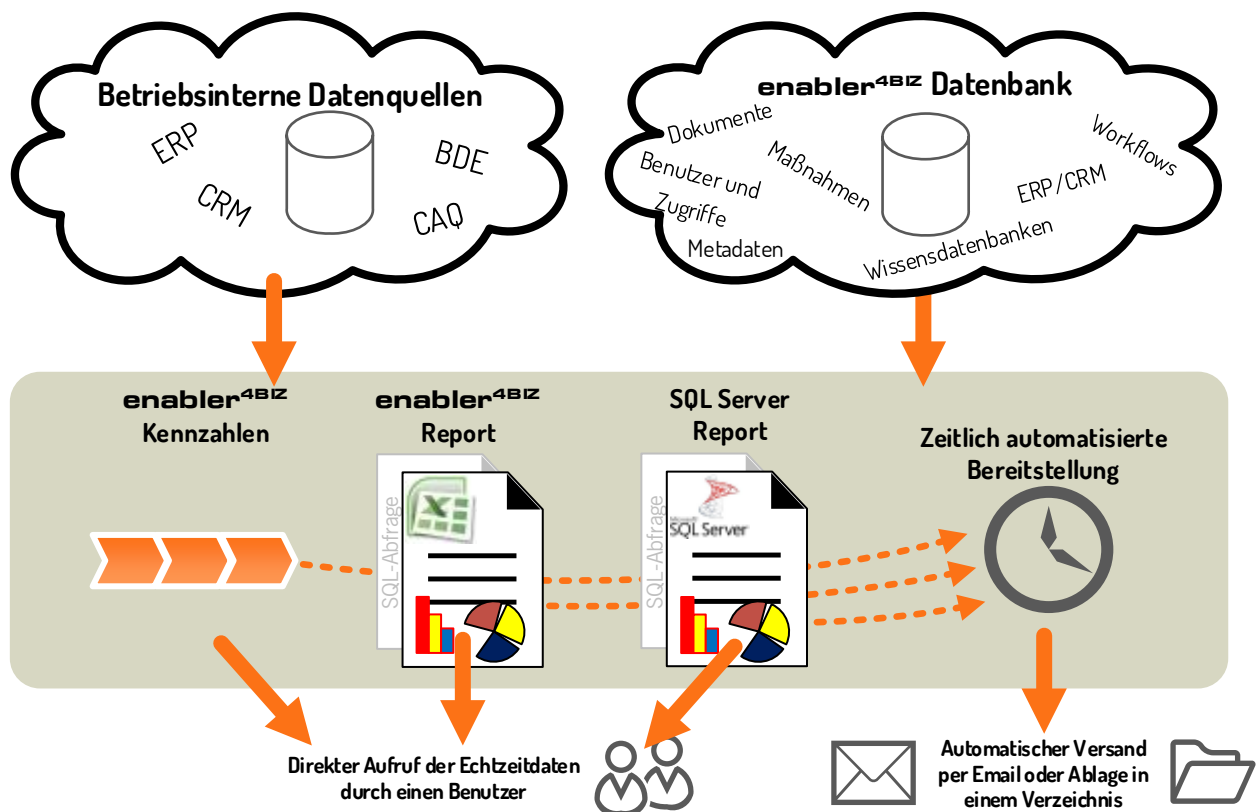 Betriebsinterne Datenquellen
ERP
BDE
CRM
CAQ
enabler4BIZ Datenbank
Dokumente
Workflows
Maßnahmen
Benutzer und
Zugriffe
ERP/CRM
Metadaten
Wissensdatenbanken
enabler4BIZ
Kennzahlen
enabler4BIZ
Report
SQL Server
Report
Zeitlich automatisierte
Bereitstellung
SQL-Abfrage
SQL-Abfrage
Microsoft
SQL Server
Direkter Aufruf der Echtzeitdaten
durch einen Benutzer
Automatischer Versand
per Email oder Ablage in
einem Verzeichnis